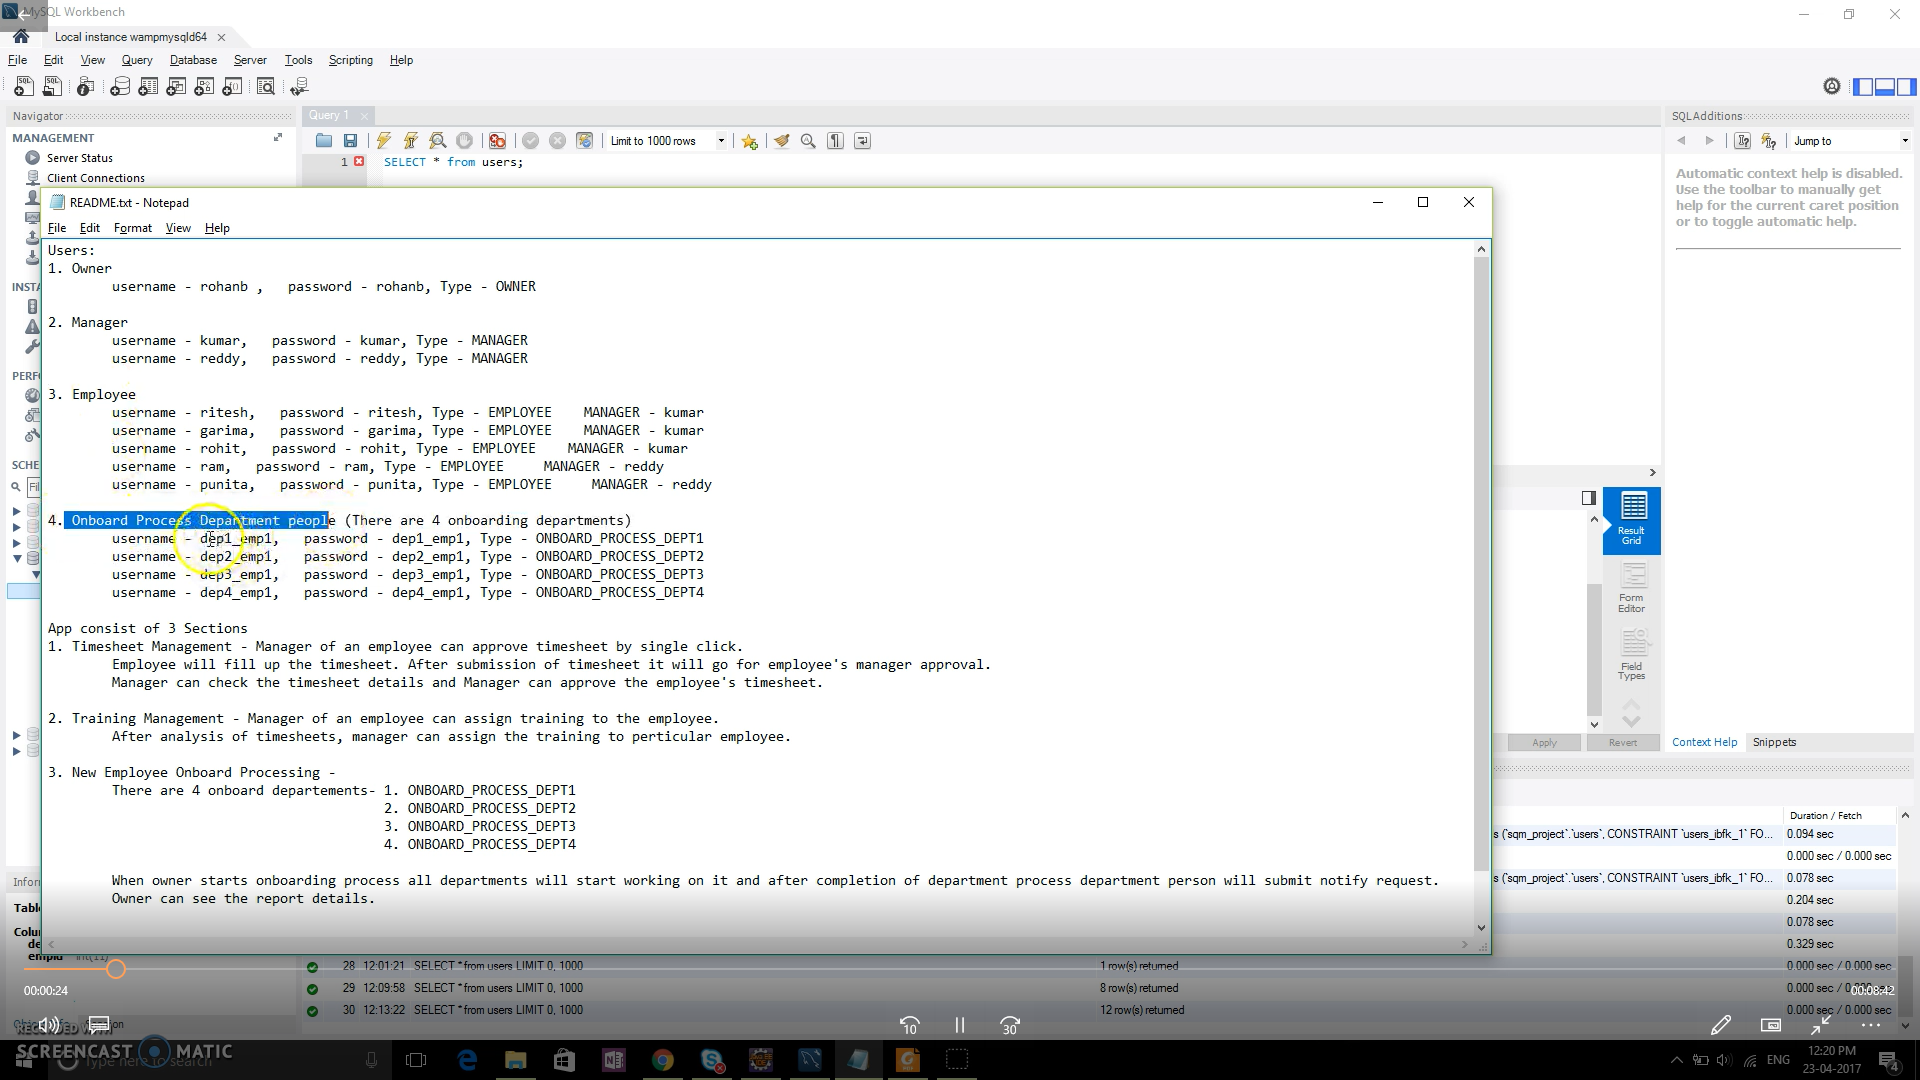 MySQL Workbench
Local instance wampmysqld64
File Edit View Query Database Server Tools Scripting Help
Navigator
MANAGEMENT
Server Status
Client Connections
Query 1
Limit to 1000 rows
1 SELECT * from users;
SQLAdditions
Jump to
Automatic context help is disabled.
Use the toolbar to manually get
help for the current caret position
or to toggle automatic help.
README.txt - Notepad
File Edit Format View Help
Users:
1. Owner
username - rohanb ,   password - rohanb, Type - OWNER
2. Manager
username - kumar,   password - kumar, Type - MANAGER
username - reddy,   password - reddy, Type - MANAGER
3. Employee
username - ritesh,   password - ritesh, Type - EMPLOYEE    MANAGER - kumar
username - garima,   password - garima, Type - EMPLOYEE    MANAGER - kumar
username - rohit,   password - rohit, Type - EMPLOYEE    MANAGER - kumar
username - ram,   password - ram, Type - EMPLOYEE     MANAGER - reddy
username - punita,   password - punita, Type - EMPLOYEE     MANAGER - reddy
4. Onboard Process Department people (There are 4 onboarding departments)
username - dep1_emp1,   password - dep1_emp1, Type - ONBOARD_PROCESS_DEPT1
username - dep2_emp1,   password - dep2_emp1, Type - ONBOARD_PROCESS_DEPT2
username - dep3_emp1,   password - dep3_emp1, Type - ONBOARD_PROCESS_DEPT3
username - dep4_emp1,   password - dep4_emp1, Type - ONBOARD_PROCESS_DEPT4
App consist of 3 Sections
1. Timesheet Management - Manager of an employee can approve timesheet by single click.
Employee will fill up the timesheet. After submission of timesheet it will go for employee's manager approval.
Manager can check the timesheet details and Manager can approve the employee's timesheet.
2. Training Management - Manager of an employee can assign training to the employee.
After analysis of timesheets, manager can assign the training to perticular employee.
3. New Employee Onboard Processing -
There are 4 onboard departements- 1. ONBOARD_PROCESS_DEPT1
2. ONBOARD_PROCESS_DEPT2
3. ONBOARD_PROCESS_DEPT3
4. ONBOARD_PROCESS_DEPT4
When owner starts onboarding process all departments will start working on it and after completion of department process department person will submit notify request.
Owner can see the report details.
INSTA
PERF
SCHE
Fil
Infor
Table
Colu
de
empid int(11)
Result
Grid
Form
Editor
Field
Types
Apply
Revert
Context Help
Snippets
Duration / Fetch
s (`sqm_project`.`users`, CONSTRAINT `users_ibfk_1` FO... 0.094 sec
0.000 sec / 0.000 sec
s (`sqm_project`.`users`, CONSTRAINT `users_ibfk_1` FO... 0.078 sec
0.204 sec
0.078 sec
0.329 sec
28 12:01:21 SELECT * from users LIMIT 0, 1000 1 row(s) returned 0.000 sec / 0.000 sec
29 12:09:58 SELECT * from users LIMIT 0, 1000 8 row(s) returned
30 12:13:22 SELECT * from users LIMIT 0, 1000 12 row(s) returned 0.000 sec / 0.000 sec
00:00:24
00:08:42
10
30
RECORDED WITH
SCREENCAST MATIC
Type here to search
ENG
12:20 PM
23-04-2017
4